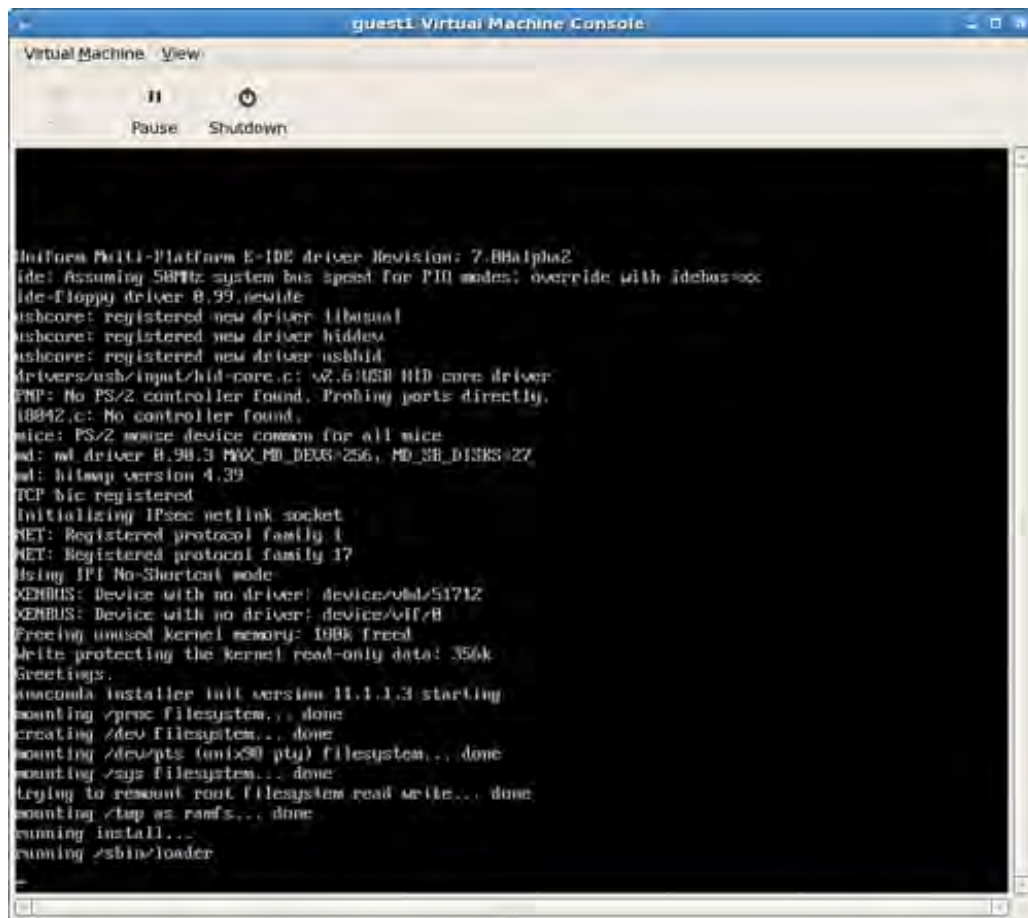 guest1 Virtual Machine Console
Virtual Machine View
Pause Shutdown
Uniform Multi-Platform E-IDE driver Revision: 7.00alpha2
ide: Assuming 50MHz system bus speed for PIO modes; override with idebus=xx
ide-floppy driver 0.99.newide
usbcore: registered new driver libusual
usbcore: registered new driver hiddev
usbcore: registered new driver usbhid
drivers/usb/input/hid-core.c: v2.6:USB HID core driver
PNP: No PS/2 controller found. Probing ports directly.
i8042.c: No controller found.
mice: PS/2 mouse device common for all mice
md: md driver 0.90.3 MAX_MD_DEVS=256, MD_SB_DISKS=27
md: bitmap version 4.39
TCP bic registered
Initializing IPsec netlink socket
NET: Registered protocol family 1
NET: Registered protocol family 17
Using IPI No-Shortcut mode
XENBUS: Device with no driver: device/vbd/51712
XENBUS: Device with no driver: device/vif/0
Freeing unused kernel memory: 180k freed
Write protecting the kernel read-only data: 356k
Greetings.
anaconda installer init version 11.1.1.3 starting
mounting /proc filesystem... done
creating /dev filesystem... done
mounting /dev/pts (unix98 pty) filesystem... done
mounting /sys filesystem... done
trying to remount root filesystem read write... done
mounting /tmp as ramfs... done
running install...
running /sbin/loader